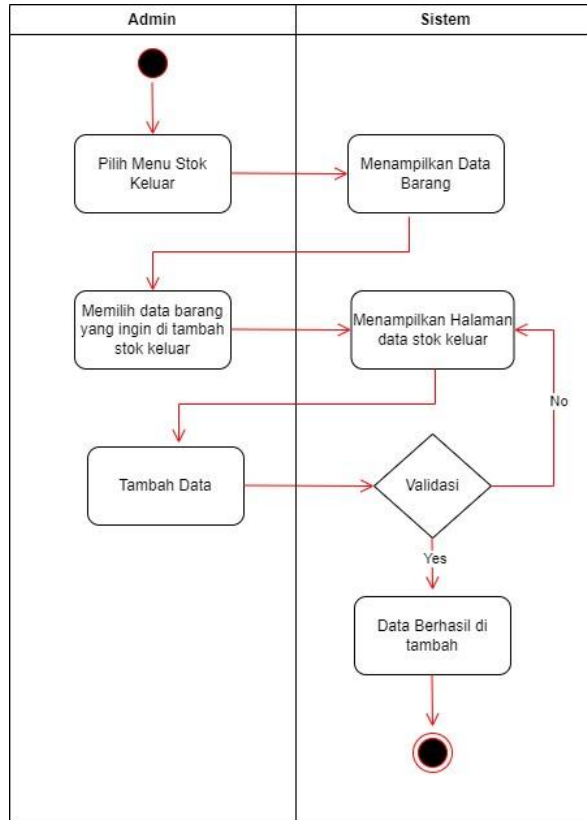 Admin
Sistem
Pilih Menu Stok
Keluar
Menampilkan Data
Barang
Memilih data barang
yang ingin di tambah
stok keluar
Menampilkan Halaman
data stok keluar
No
Tambah Data
Validasi
Yes
Data Berhasil di
tambah